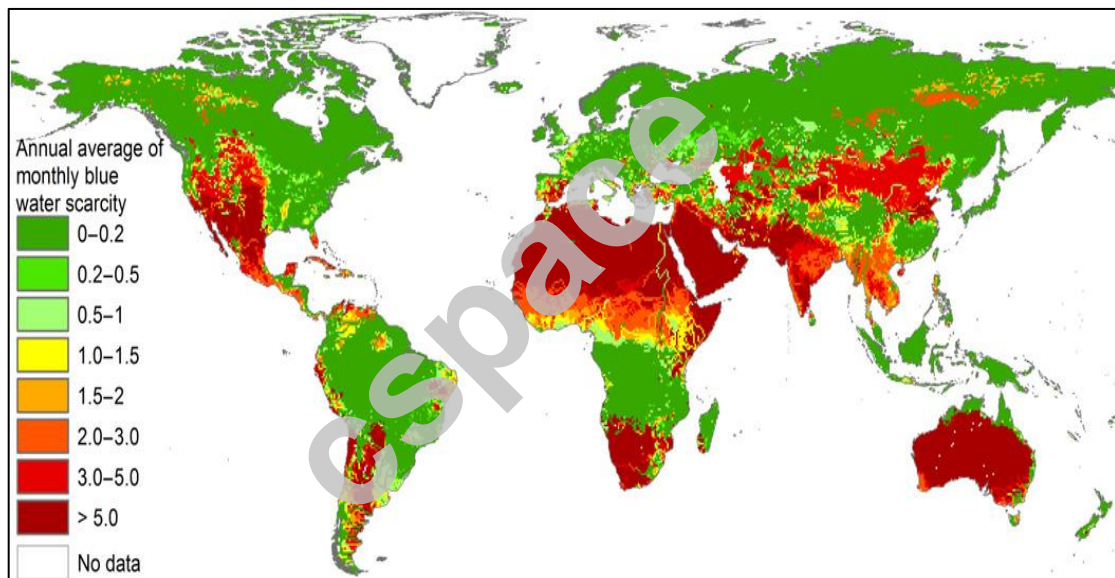 Annual average of
monthly blue
water scarcity
0–0.2
0.2–0.5
0.5–1
1.0–1.5
1.5–2
2.0–3.0
3.0–5.0
> 5.0
No data
cspace